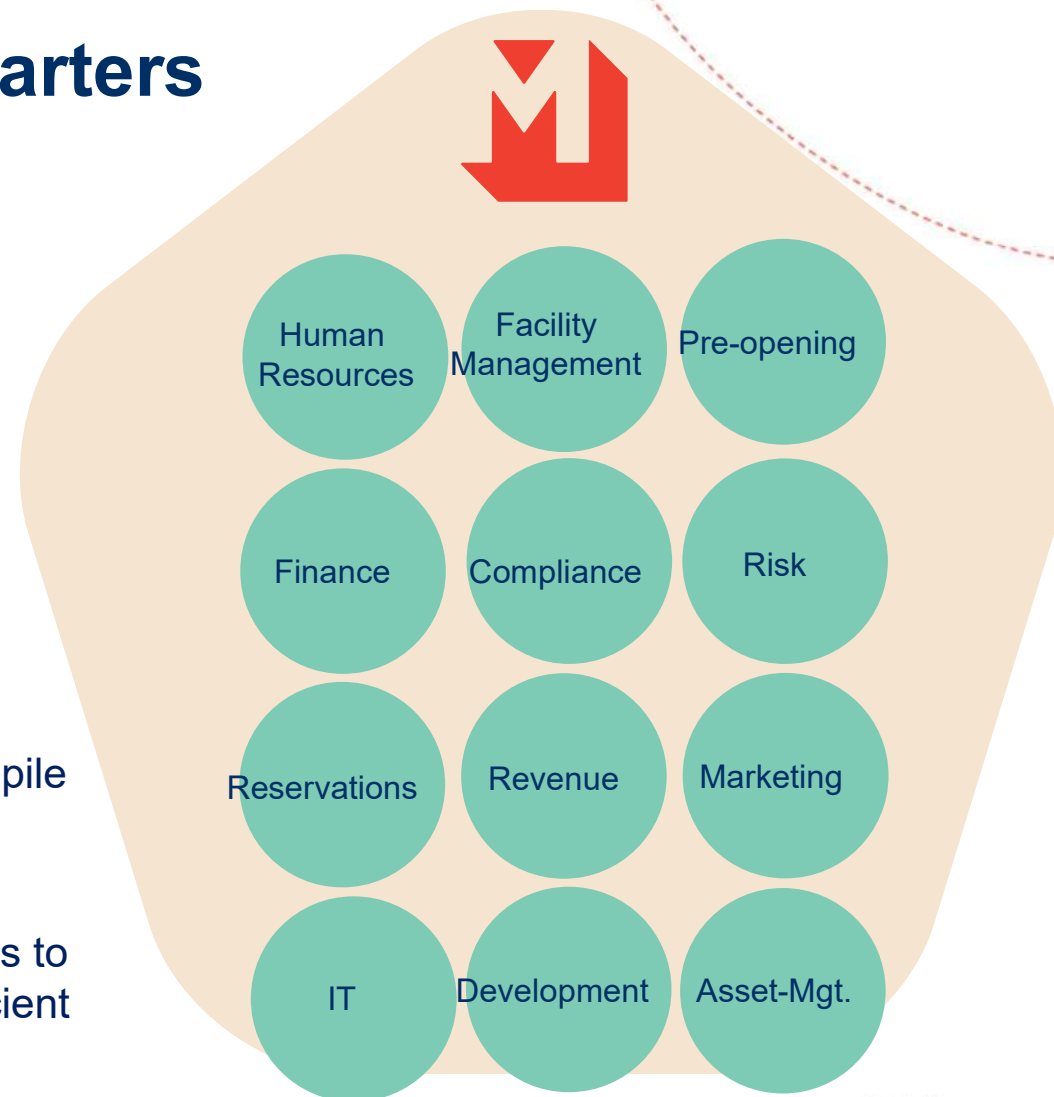 arters
Human
Resources
Facility
Management
Pre-opening
Finance
Compliance
Risk
Reservations
Revenue
Marketing
pile
s to
cient
IT
Development
Asset-Mgt.